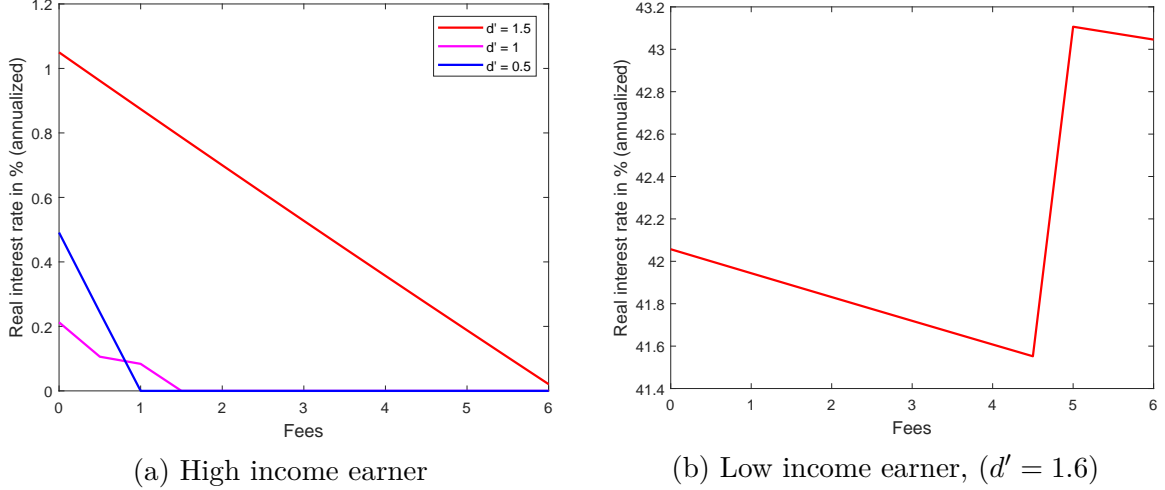 Real interest rate in % (annualized)
1.2
1
0.8
0.6
0.4
0.2
0
0 1 2 3 4 5 6
Fees
d' = 1.5
d' = 1
d' = 0.5
(a) High income earner
Real interest rate in % (annualized)
43.2
43
42.8
42.6
42.4
42.2
42
41.8
41.6
41.4
0 1 2 3 4 5 6
Fees
(b) Low income earner, (d′ = 1.6)